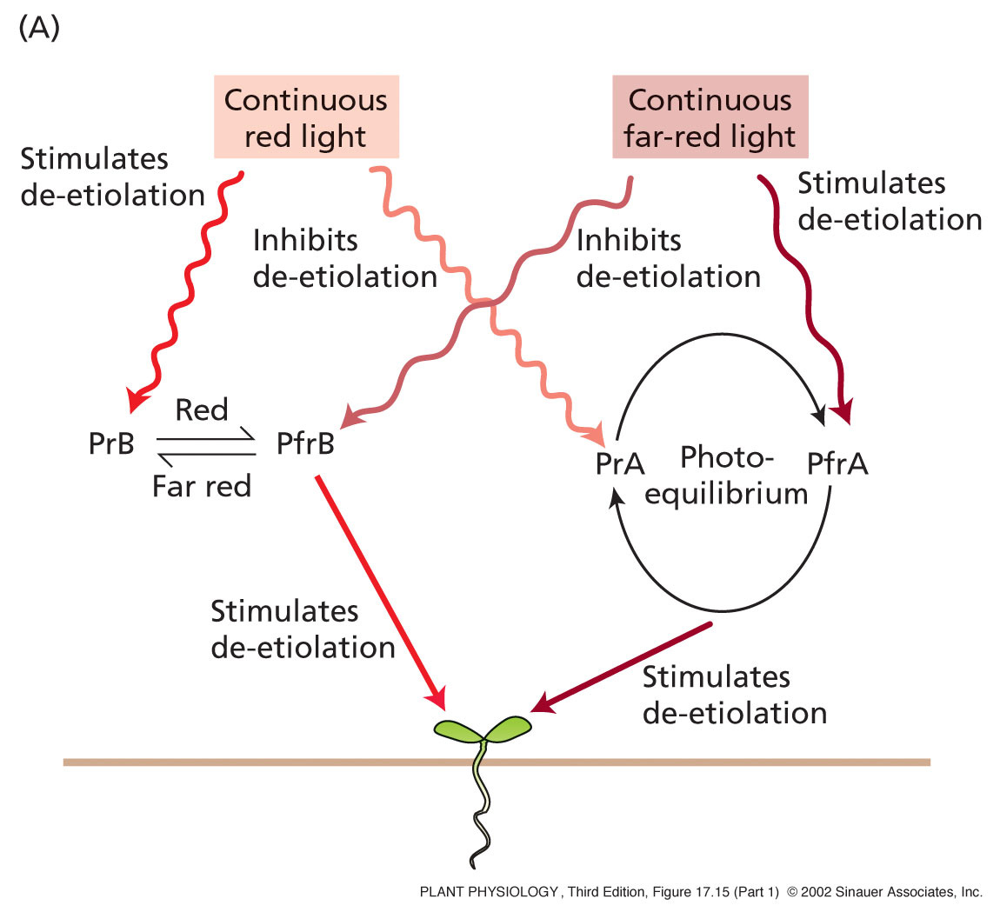 (A)
Continuous
red light
Continuous
far-red light
Stimulates
de-etiolation
Inhibits
de-etiolation
Inhibits
de-etiolation
Stimulates
de-etiolation
PrB
Red
Far red
PfrB
PrA
Photo-
equilibrium
PfrA
Stimulates
de-etiolation
Stimulates
de-etiolation
PLANT PHYSIOLOGY, Third Edition, Figure 17.15 (Part 1) © 2002 Sinauer Associates, Inc.